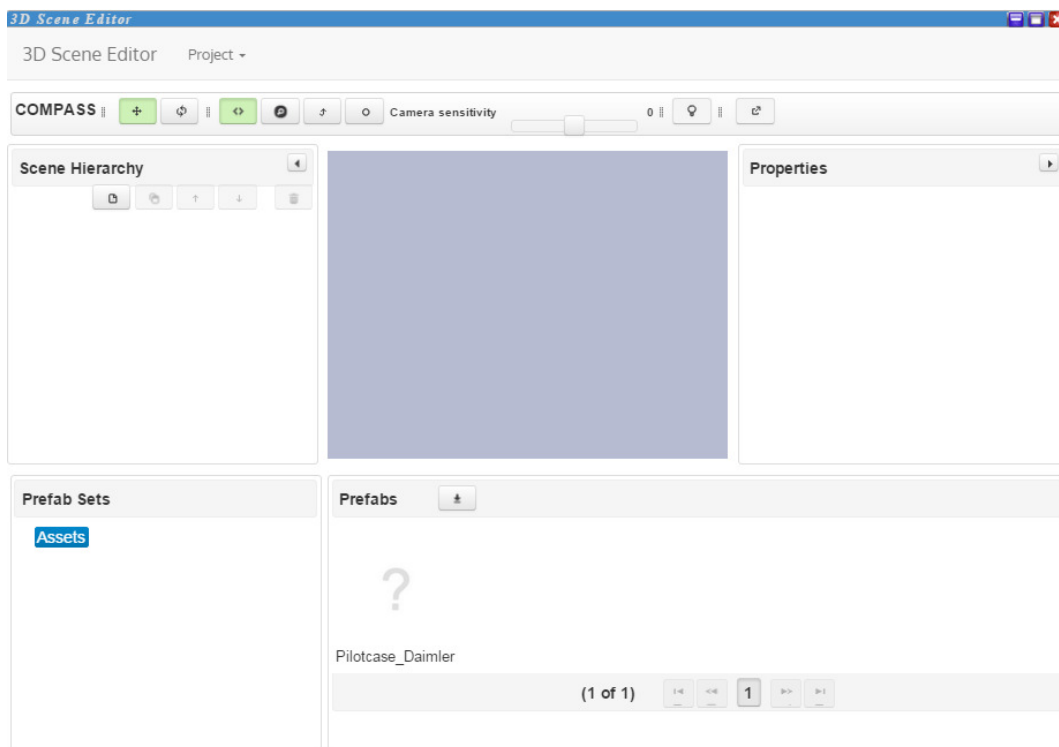 3D Scene Editor
3D Scene Editor Project
COMPASS Camera sensitivity 0
Scene Hierarchy
Properties
Prefab Sets
Prefabs
Assets
?
Pilotcase_Daimler
(1 of 1) 1